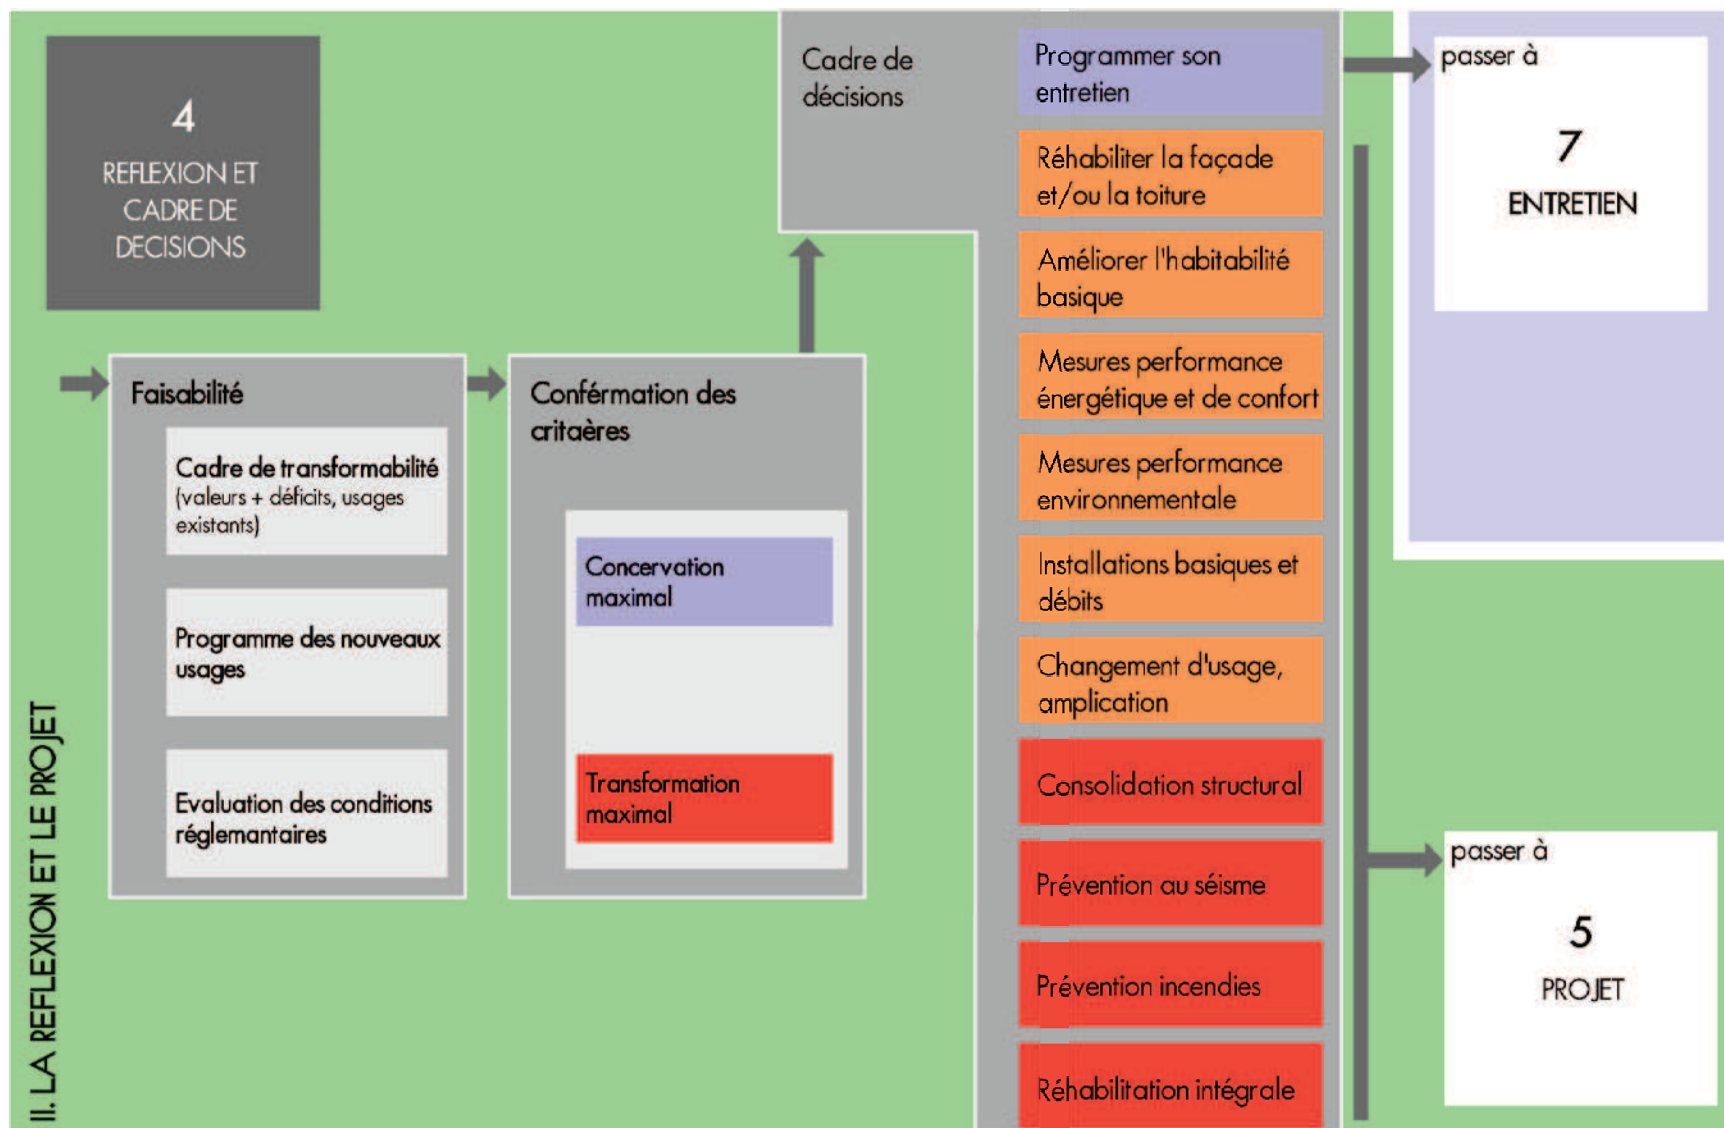 4
REFLEXION ET
CADRE DE
DECISIONS
II. LA REFLEXION ET LE PROJET
Faisabilité
Cadre de transformabilité
(valeurs + déficits, usages
existants)
Programme des nouveaux
usages
Evaluation des conditions
réglemantaires
Conférmation des
critaères
Concervation
maximal
Transformation
maximal
Cadre de
décisions
Programmer son
entretien
Réhabiliter la façade
et/ou la toiture
Améliorer l'habitabilité
basique
Mesures performance
énergétique et de confort
Mesures performance
environnementale
Installations basiques et
débits
Changement d'usage,
amplication
Consolidation structural
Prévention au séisme
Prévention incendies
Réhabilitation intégrale
passer à
7
ENTRETIEN
passer à
5
PROJET